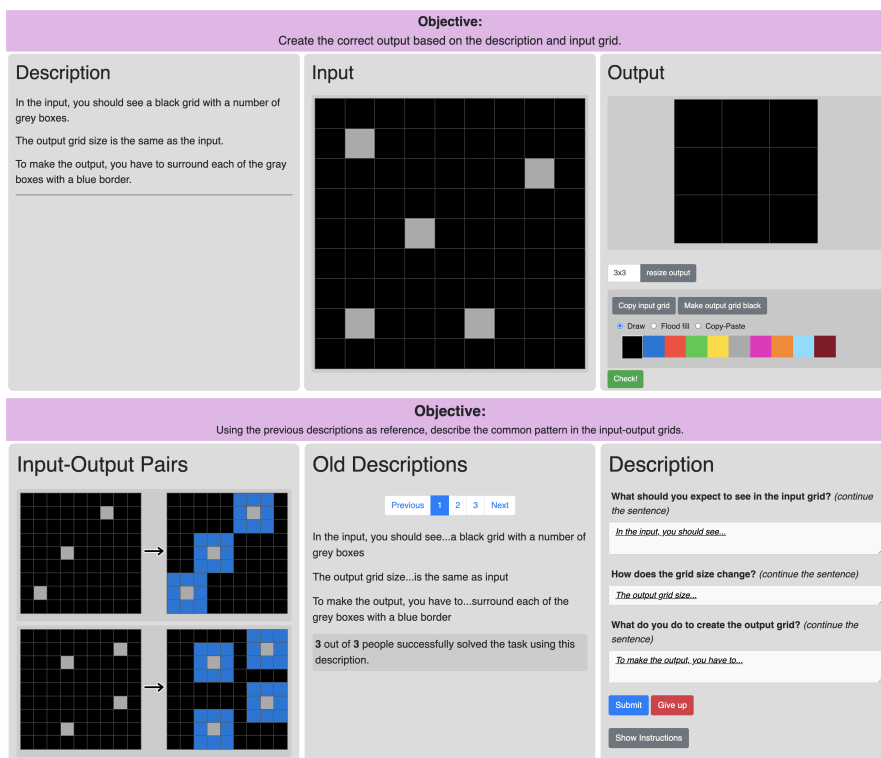 Objective:
Create the correct output based on the description and input grid.
Description
In the input, you should see a black grid with a number of
grey boxes.
The output grid size is the same as the input.
To make the output, you have to surround each of the gray
boxes with a blue border.
Input
Output
3x3
resize output
Copy input grid
Make output grid black
Draw
Flood fill
Copy-Paste
Check!
Objective:
Using the previous descriptions as reference, describe the common pattern in the input-output grids.
Input-Output Pairs
Old Descriptions
Previous
1
2
3
Next
In the input, you should see...a black grid with a number of
grey boxes
The output grid size...is the same as input
To make the output, you have to...surround each of the grey
boxes with a blue border
3 out of 3 people successfully solved the task using this
description.
Description
What should you expect to see in the input grid? (continue
the sentence)
In the input, you should see...
How does the grid size change? (continue the sentence)
The output grid size...
What do you do to create the output grid? (continue the
sentence)
To make the output, you have to...
Submit
Give up
Show Instructions